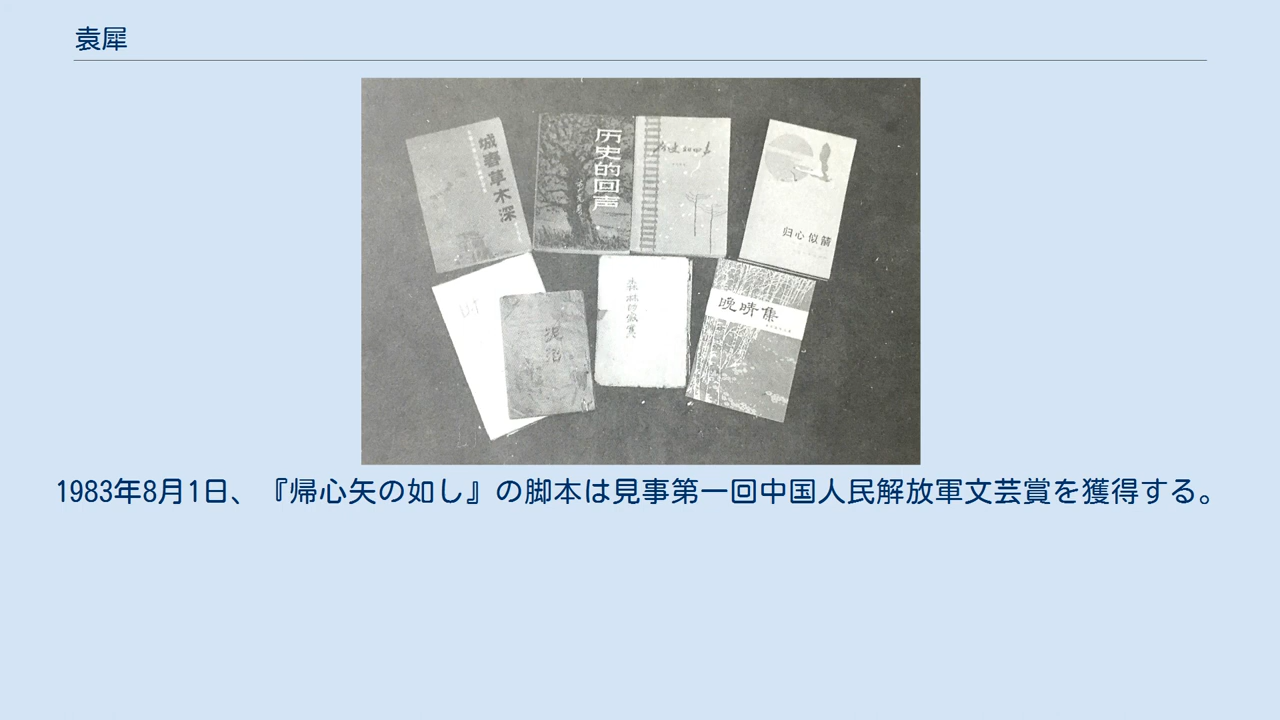 袁犀
城春草木深
历史的回声
归心似箭
泥沼
晚晴集
1983年8月1日、『帰心矢の如し』の脚本は見事第一回中国人民解放軍文芸賞を獲得する。